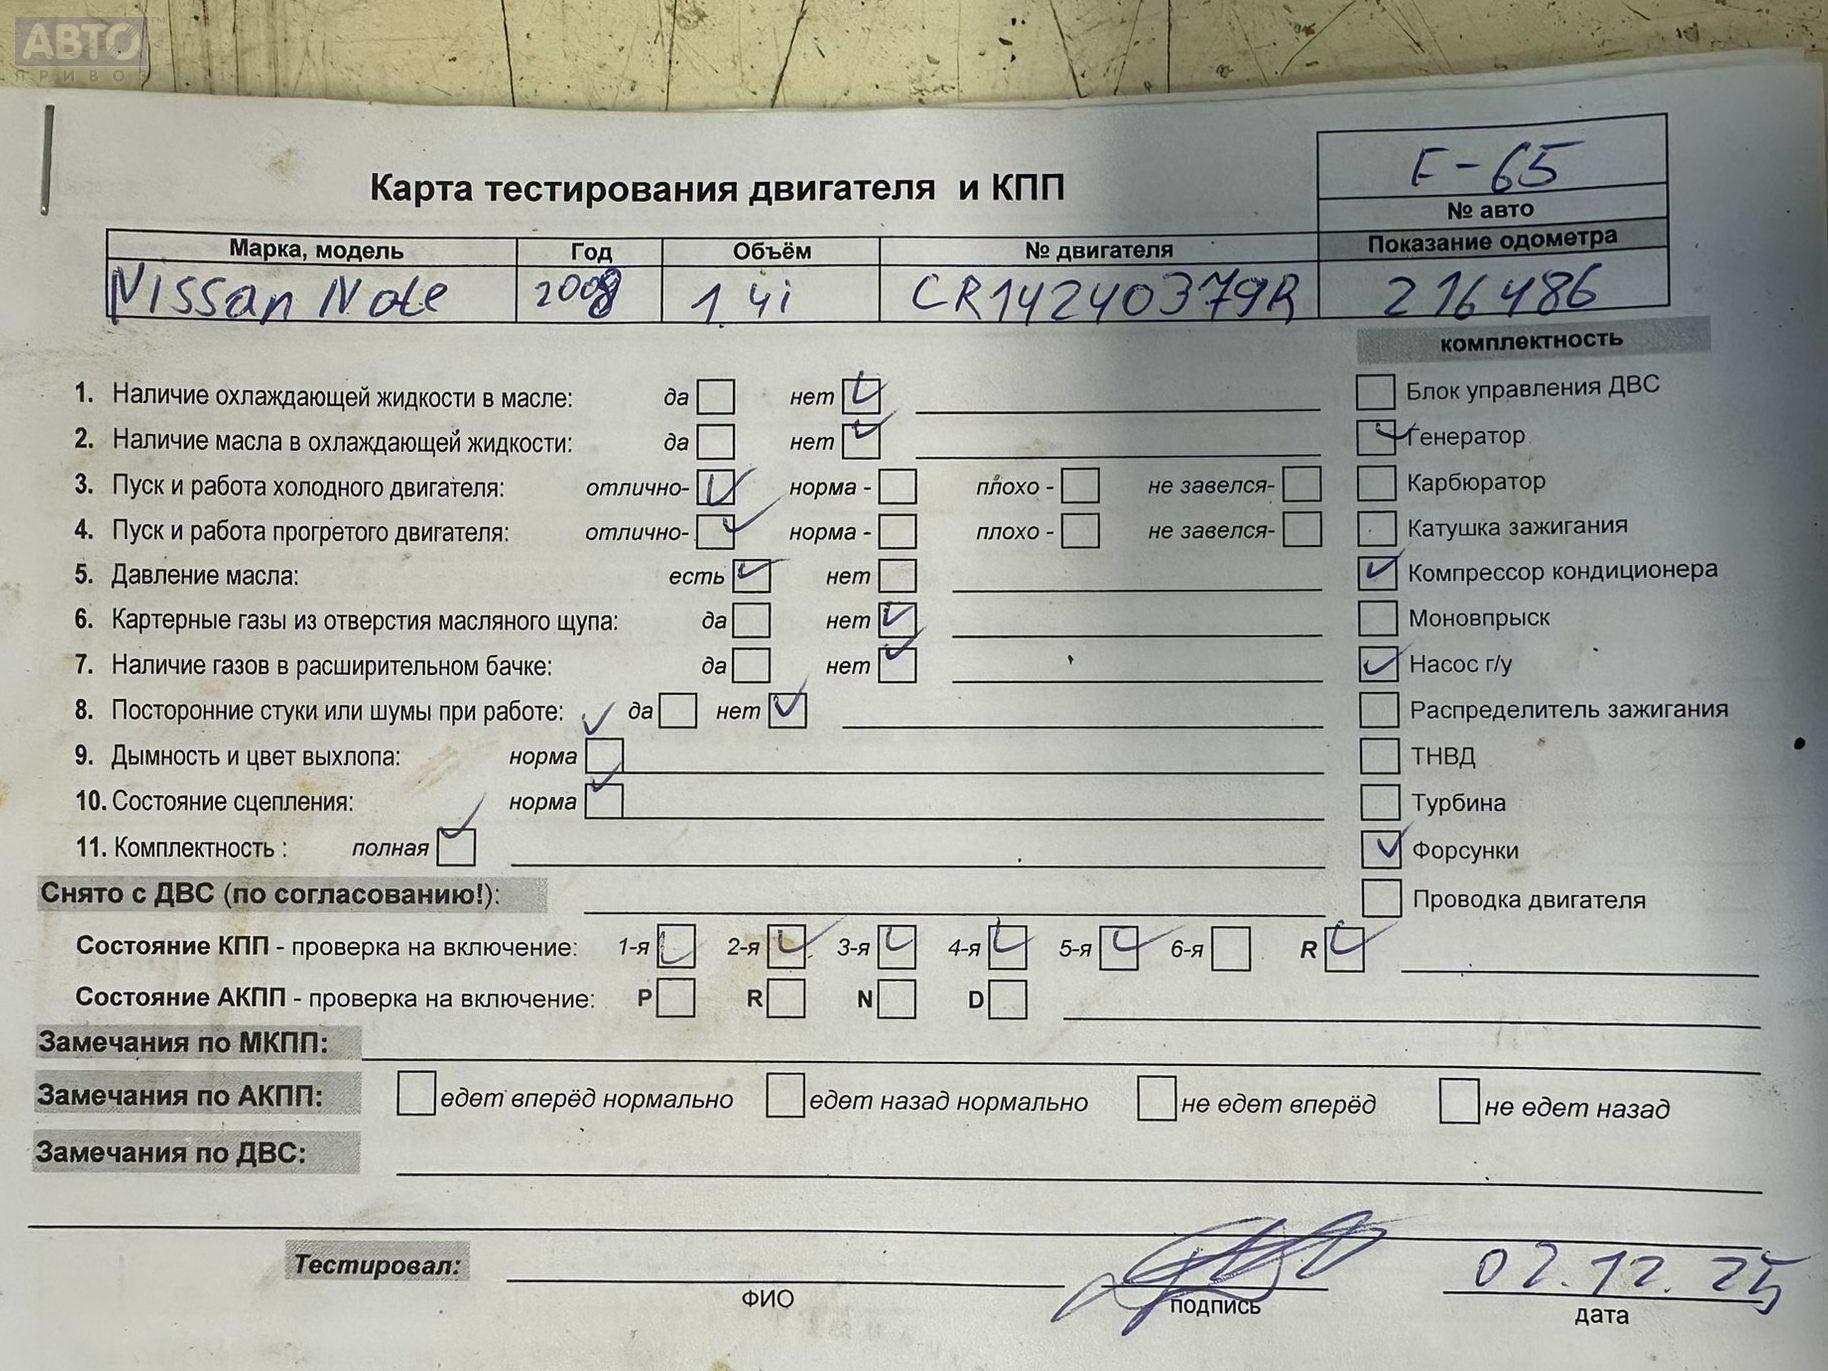 АВТО
ПРИВОЗ
E-65
Карта тестирования двигателя и КПП
№ авто
Марка, модель Год Объём № двигателя Показание одометра
Nissan Note 2008 1.4i CR14240379R 216486
комплектность
1. Наличие охлаждающей жидкости в масле: да нет
Блок управления ДВС
2. Наличие масла в охлаждающей жидкости: да нет
Генератор
3. Пуск и работа холодного двигателя: отлично- норма - плохо - не завелся-
Карбюратор
4. Пуск и работа прогретого двигателя: отлично- норма - плохо - не завелся-
Катушка зажигания
5. Давление масла: есть нет
Компрессор кондиционера
6. Картерные газы из отверстия масляного щупа: да нет
Моновпрыск
7. Наличие газов в расширительном бачке: да нет
Насос г/у
8. Посторонние стуки или шумы при работе: да нет
Распределитель зажигания
9. Дымность и цвет выхлопа: норма
ТНВД
10. Состояние сцепления: норма
Турбина
11. Комплектность : полная
Форсунки
Снято с ДВС (по согласованию!):
Проводка двигателя
Состояние КПП - проверка на включение: 1-я 2-я 3-я 4-я 5-я 6-я R
Состояние АКПП - проверка на включение: P R N D
Замечания по МКПП:
Замечания по АКПП: едет вперёд нормально едет назад нормально не едет вперёд не едет назад
Замечания по ДВС:
Тестировал: 02.12.25
ФИО подпись дата